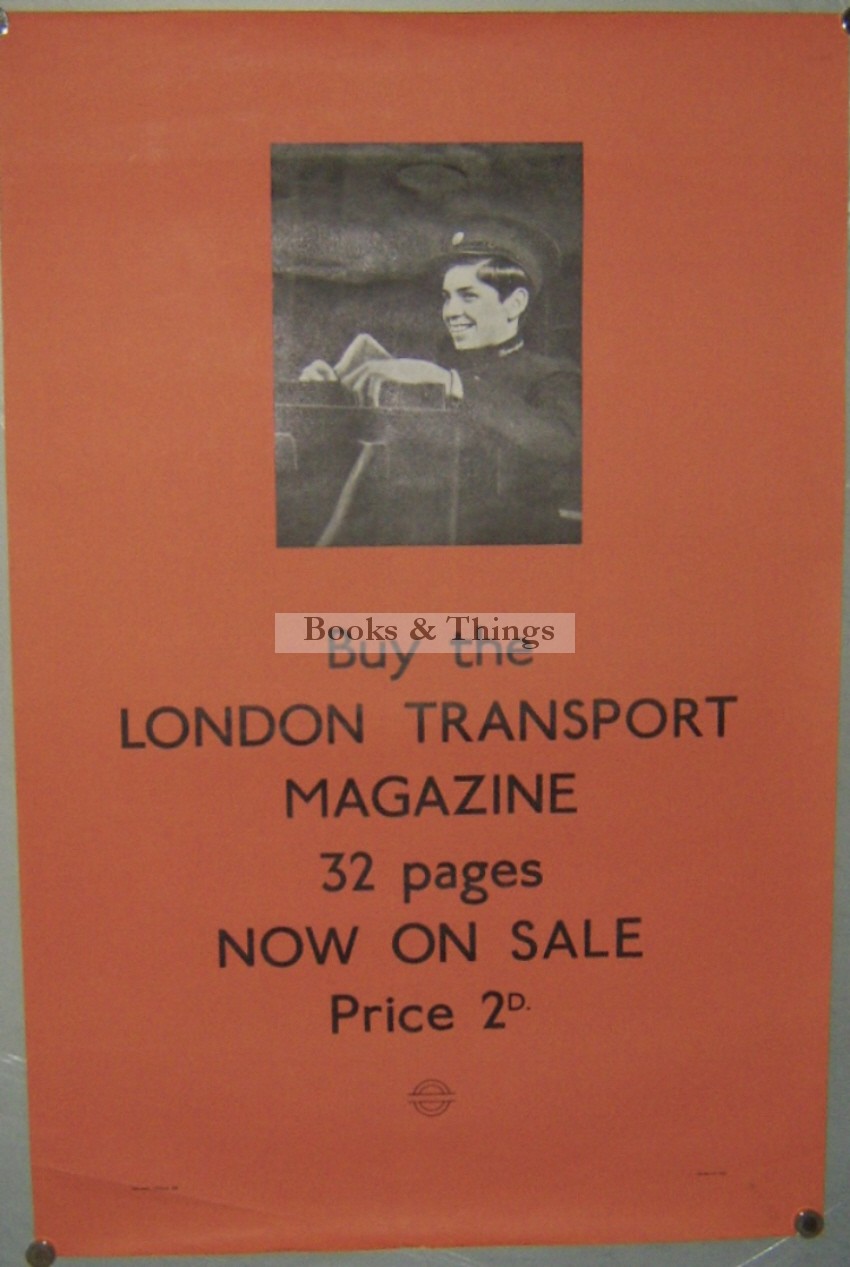 Books & Things
Buy the
LONDON TRANSPORT
MAGAZINE
32 pages
NOW ON SALE
Price 2D.